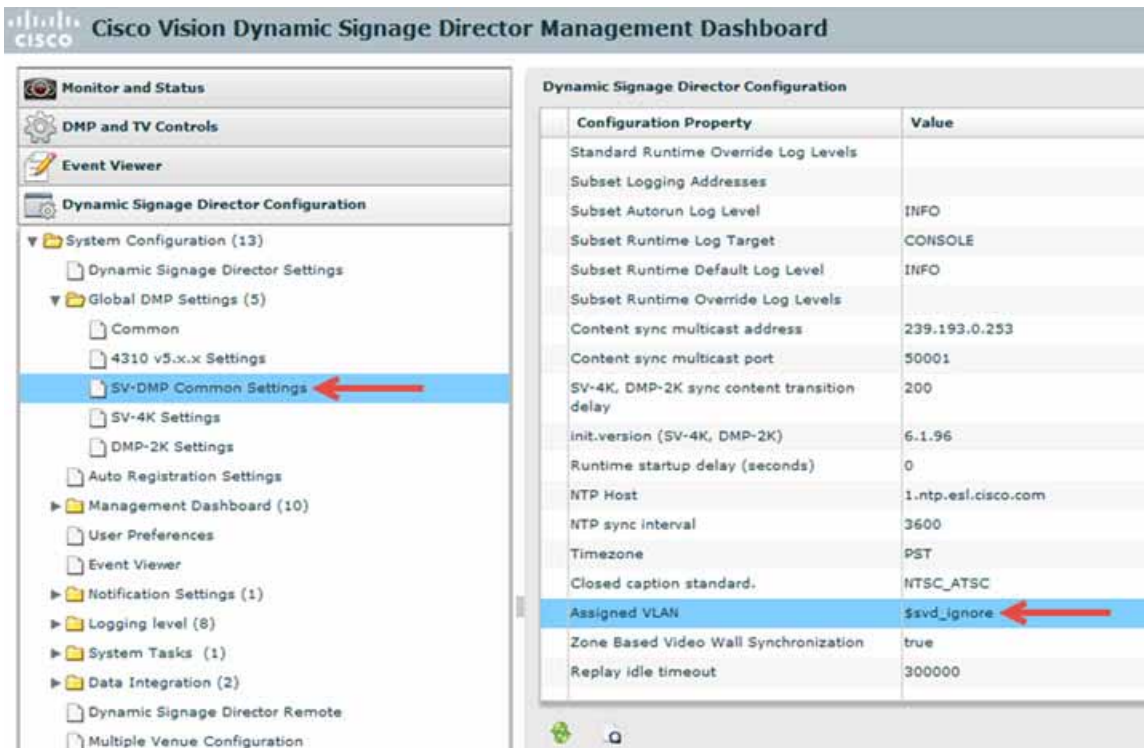 CISCO
Cisco Vision Dynamic Signage Director Management Dashboard
Monitor and Status
DMP and TV Controls
Event Viewer
Dynamic Signage Director Configuration
System Configuration (13)
Dynamic Signage Director Settings
Global DMP Settings (5)
Common
4310 v5.x.x Settings
SV-DMP Common Settings
SV-4K Settings
DMP-2K Settings
Auto Registration Settings
Management Dashboard (10)
User Preferences
Event Viewer
Notification Settings (1)
Logging level (8)
System Tasks (1)
Data Integration (2)
Dynamic Signage Director Remote
Multiple Venue Configuration
Dynamic Signage Director Configuration
Configuration Property Value
Standard Runtime Override Log Levels
Subset Logging Addresses
Subset Autorun Log Level INFO
Subset Runtime Log Target CONSOLE
Subset Runtime Default Log Level INFO
Subset Runtime Override Log Levels
Content sync multicast address 239.193.0.253
Content sync multicast port 50001
SV-4K, DMP-2K sync content transition 200
delay
init.version (SV-4K, DMP-2K) 6.1.96
Runtime startup delay (seconds) 0
NTP Host 1.ntp.esl.cisco.com
NTP sync interval 3600
Timezone PST
Closed caption standard. NTSC_ATSC
Assigned VLAN $svd_ignore
Zone Based Video Wall Synchronization true
Replay idle timeout 300000